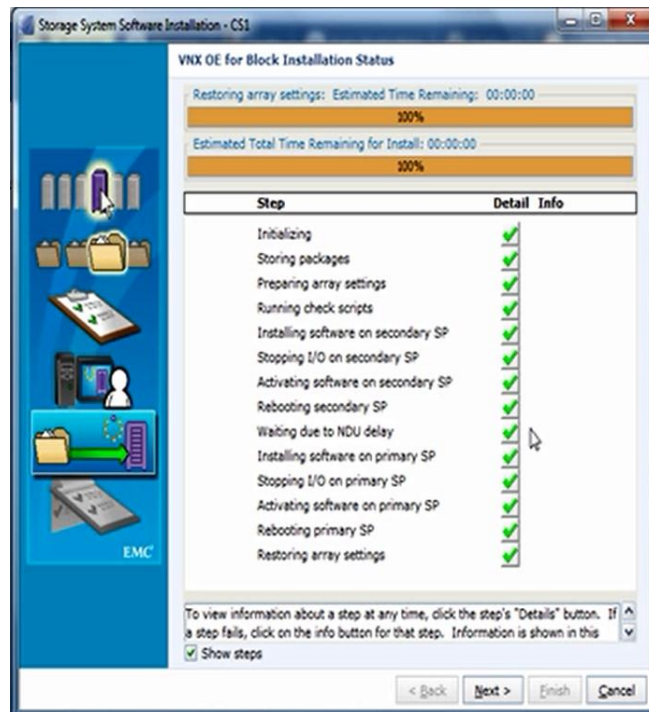 Storage System Software Installation - CS1
VNX OE for Block Installation Status
Restoring array settings: Estimated Time Remaining: 00:00:00
100%
Estimated Total Time Remaining for Install: 00:00:00
100%
Step Detail Info
Initializing
Storing packages
Preparing array settings
Running check scripts
Installing software on secondary SP
Stopping I/O on secondary SP
Activating software on secondary SP
Rebooting secondary SP
Waiting due to NDU delay
Installing software on primary SP
Stopping I/O on primary SP
Activating software on primary SP
Rebooting primary SP
Restoring array settings
EMC²
To view information about a step at any time, click the step's "Details" button. If
a step fails, click on the info button for that step. Information is shown in this
Show steps
< Back Next > Finish Cancel